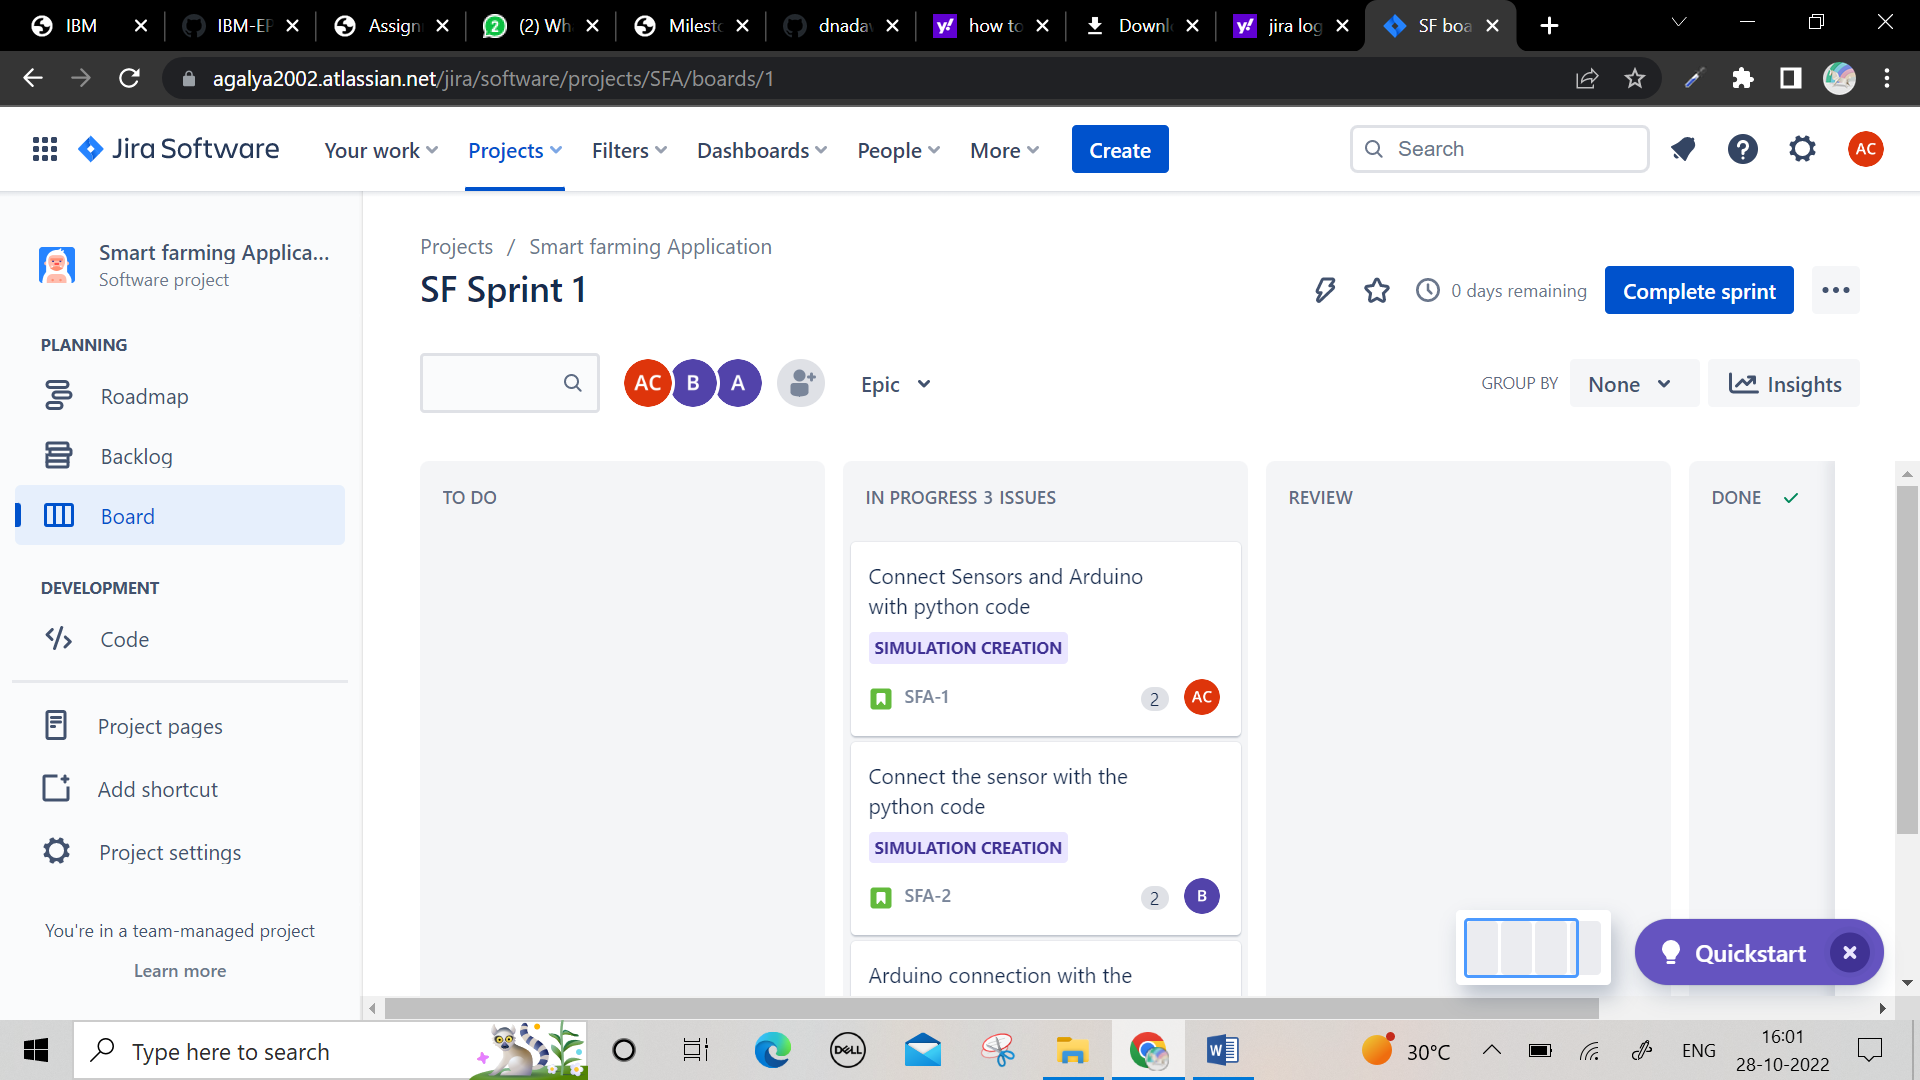 IBM
IBM-EP
Assign
(2) Wh
Milesto
dnadav
how to
Downl
jira log
SF boa
agalya2002.atlassian.net/jira/software/projects/SFA/boards/1
Jira Software
Your work
Projects
Filters
Dashboards
People
More
Create
Search
AC
Smart farming Applica...
Software project
PLANNING
Roadmap
Backlog
Board
DEVELOPMENT
Code
Project pages
Add shortcut
Project settings
You're in a team-managed project
Learn more
Projects / Smart farming Application
SF Sprint 1
0 days remaining
Complete sprint
AC B A
Epic
GROUP BY
None
Insights
TO DO
IN PROGRESS 3 ISSUES
Connect Sensors and Arduino
with python code
SIMULATION CREATION
SFA-1
2
AC
Connect the sensor with the
python code
SIMULATION CREATION
SFA-2
2
B
Arduino connection with the
REVIEW
DONE
Quickstart
Type here to search
DELL
30°C
ENG
16:01
28-10-2022